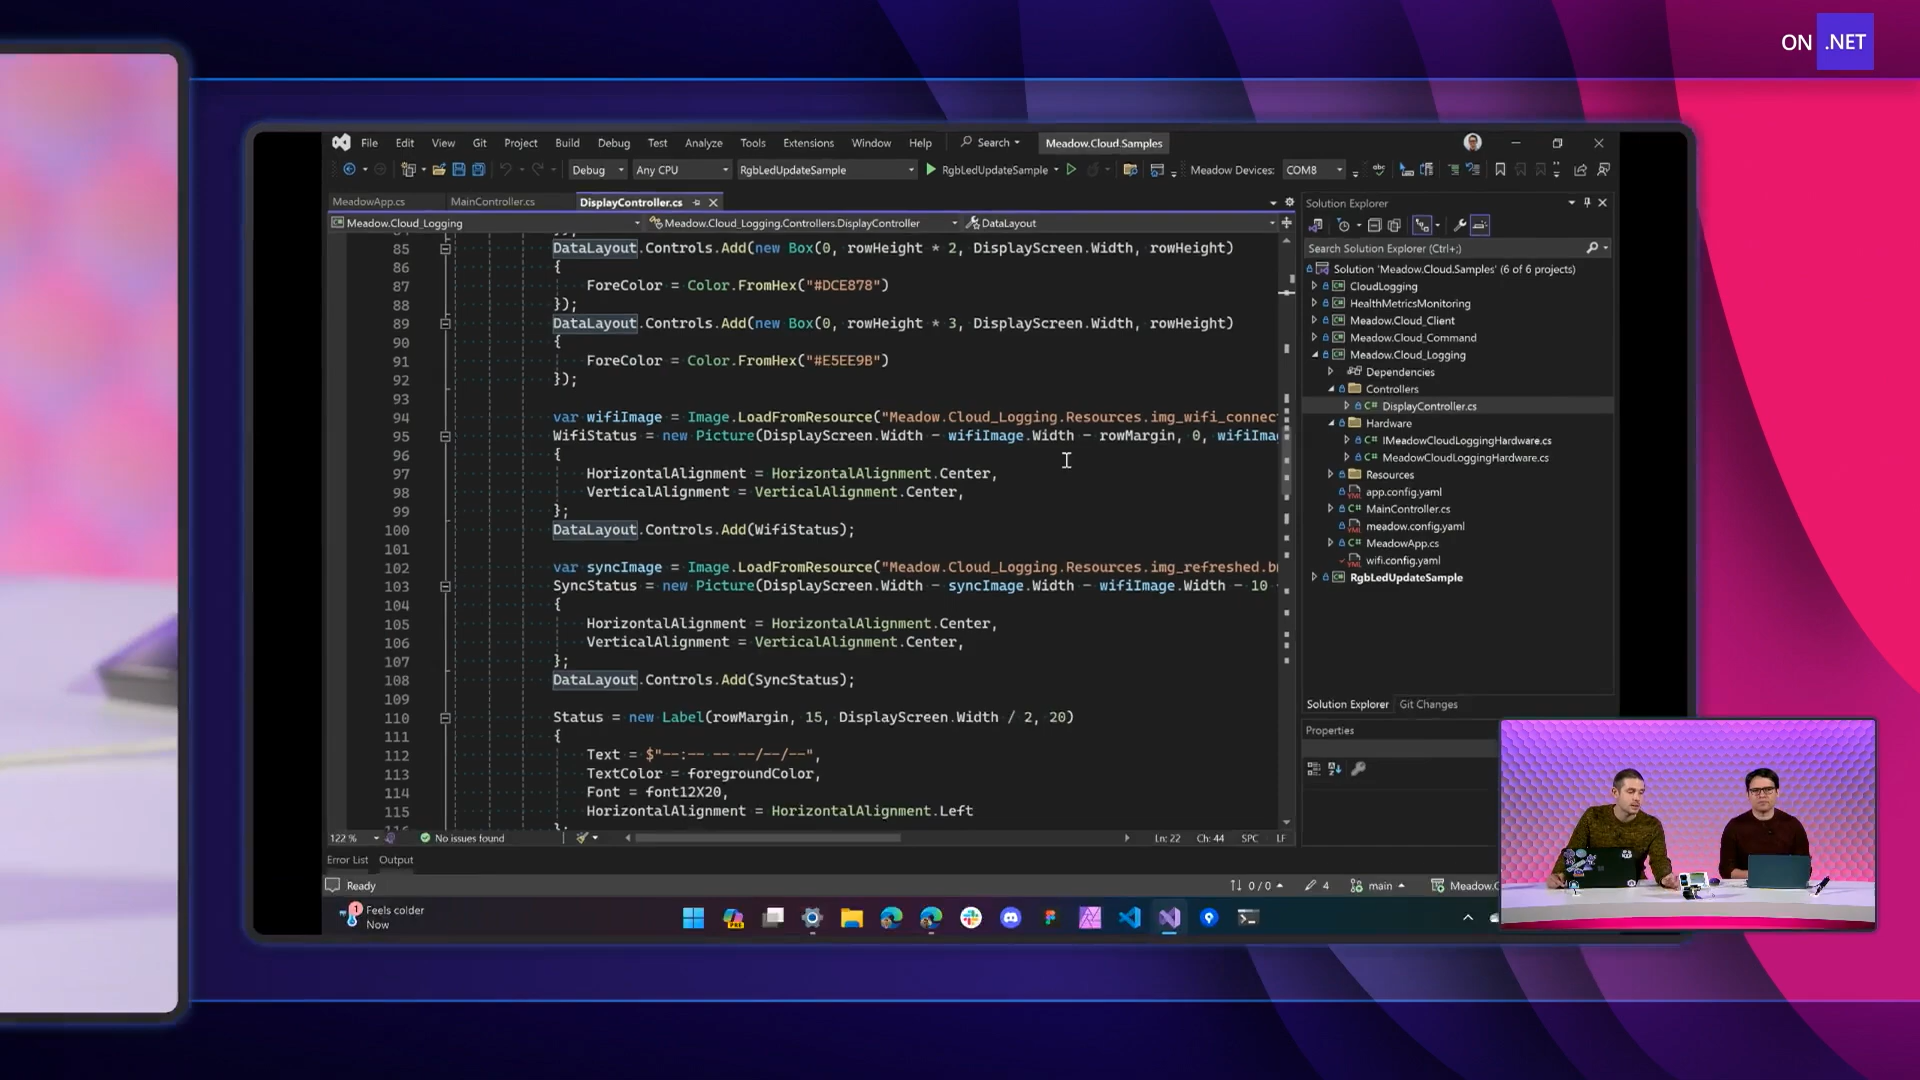 ON .NET
File Edit View Git Project Build Debug Test Analyze Tools Extensions Window Help Search Meadow.Cloud.Samples
Debug Any CPU RgbLedUpdateSample RgbLedUpdateSample Meadow Devices: COM8
MeadowApp.cs MainController.cs DisplayController.cs
Meadow.Cloud_Logging Meadow.Cloud_Logging.Controllers.DisplayController DataLayout
85 DataLayout.Controls.Add(new Box(0, rowHeight * 2, DisplayScreen.Width, rowHeight)
86 {
87 ForeColor = Color.FromHex("#DCE878")
88 });
89 DataLayout.Controls.Add(new Box(0, rowHeight * 3, DisplayScreen.Width, rowHeight)
90 {
91 ForeColor = Color.FromHex("#E5EE9B")
92 });
93
94 var wifiImage = Image.LoadFromResource("Meadow.Cloud_Logging.Resources.img_wifi_connec
95 WifiStatus = new Picture(DisplayScreen.Width - wifiImage.Width - rowMargin, 0, wifiIma
96 {
97 HorizontalAlignment = HorizontalAlignment.Center,
98 VerticalAlignment = VerticalAlignment.Center,
99 };
100 DataLayout.Controls.Add(WifiStatus);
101
102 var syncImage = Image.LoadFromResource("Meadow.Cloud_Logging.Resources.img_refreshed.b
103 SyncStatus = new Picture(DisplayScreen.Width - syncImage.Width - wifiImage.Width - 10
104 {
105 HorizontalAlignment = HorizontalAlignment.Center,
106 VerticalAlignment = VerticalAlignment.Center,
107 };
108 DataLayout.Controls.Add(SyncStatus);
109
110 Status = new Label(rowMargin, 15, DisplayScreen.Width / 2, 20)
111 {
112 Text = $"--:-- -- --/--/--",
113 TextColor = foregroundColor,
114 Font = font12X20,
115 HorizontalAlignment = HorizontalAlignment.Left
122 % No issues found Ln: 22 Ch: 44 SPC LF
Error List Output
Ready 0 / 0 4 main Meadow.C
Solution Explorer
Search Solution Explorer (Ctrl+;)
Solution 'Meadow.Cloud.Samples' (6 of 6 projects)
CloudLogging
HealthMetricsMonitoring
Meadow.Cloud_Client
Meadow.Cloud_Command
Meadow.Cloud_Logging
Dependencies
Controllers
DisplayController.cs
Hardware
IMeadowCloudLoggingHardware.cs
MeadowCloudLoggingHardware.cs
Resources
app.config.yaml
MainController.cs
meadow.config.yaml
MeadowApp.cs
wifi.config.yaml
RgbLedUpdateSample
Solution Explorer Git Changes
Properties
1 Feels colder
Now
PRE